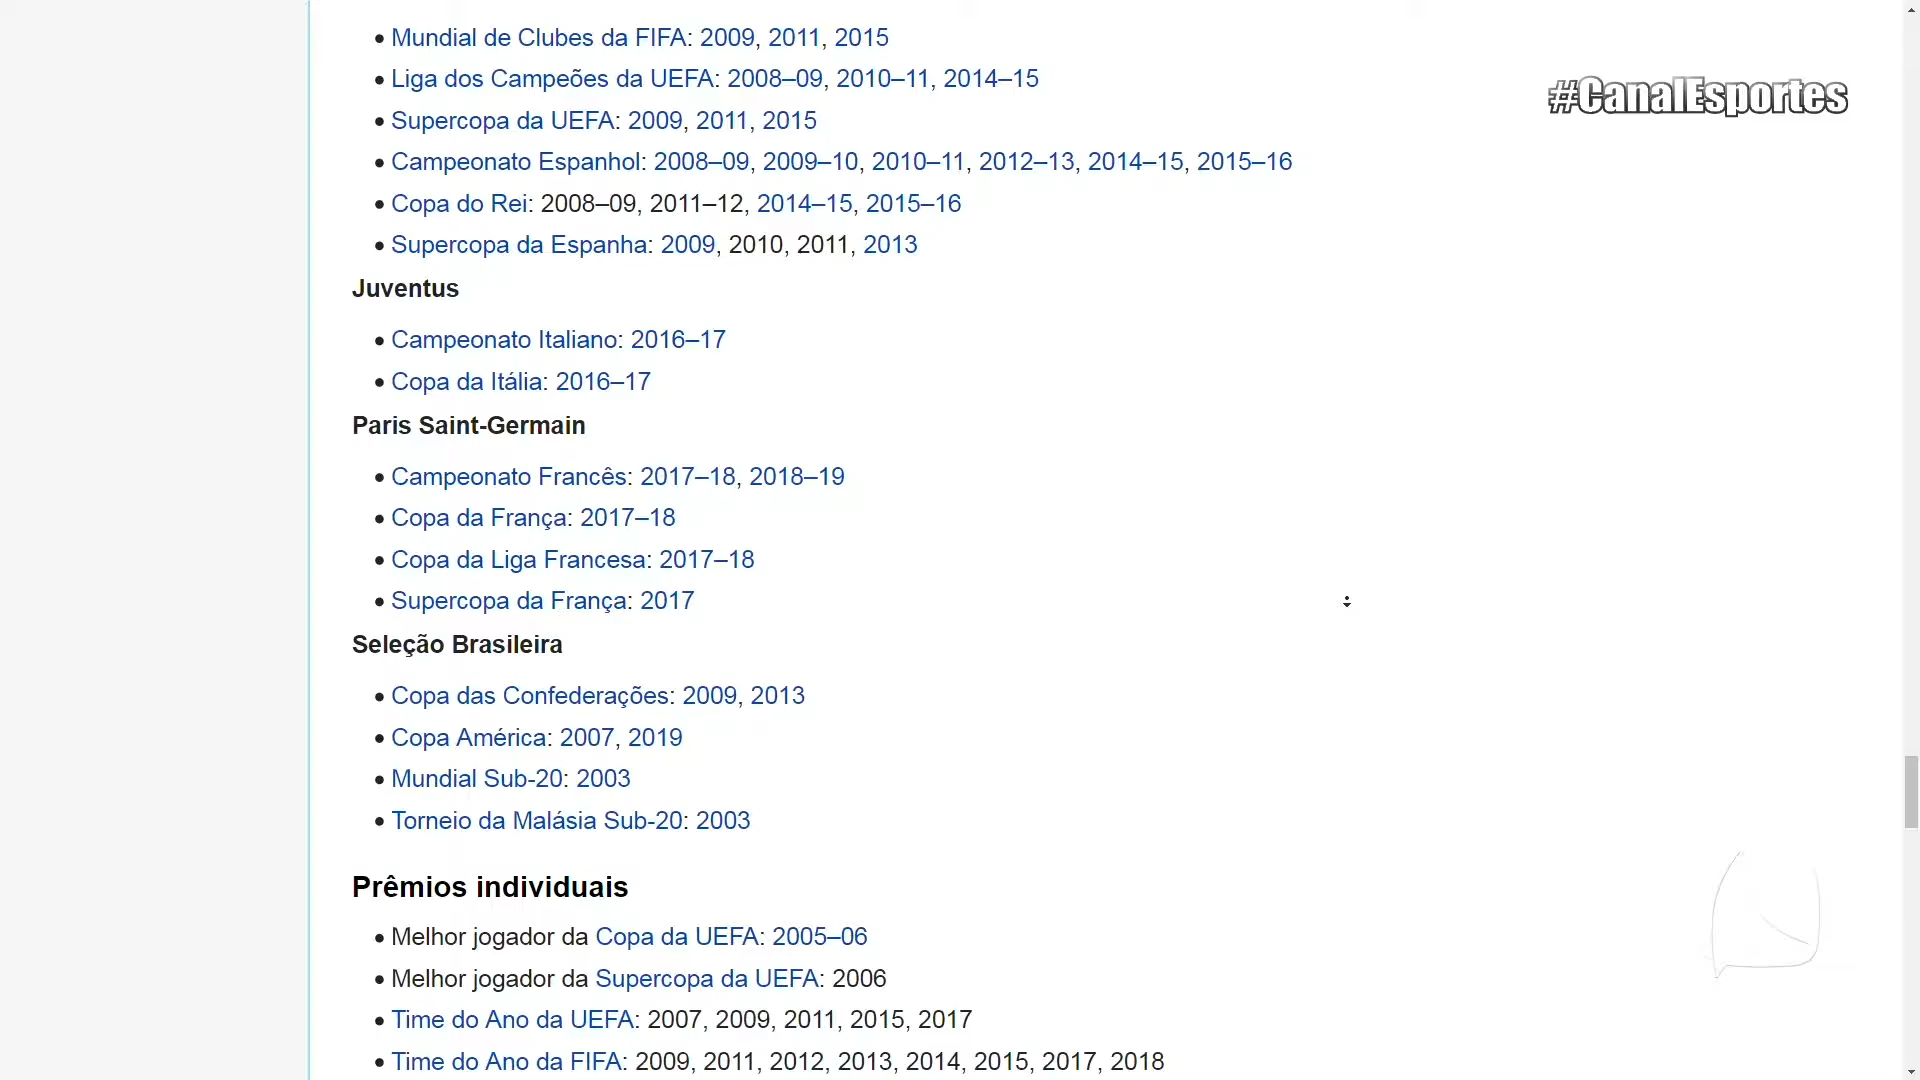 Mundial de Clubes da FIFA: 2009, 2011, 2015
#CanalEsportes
Liga dos Campeões da UEFA: 2008–09, 2010–11, 2014–15
Supercopa da UEFA: 2009, 2011, 2015
Campeonato Espanhol: 2008–09, 2009–10, 2010–11, 2012–13, 2014–15, 2015–16
Copa do Rei: 2008–09, 2011–12, 2014–15, 2015–16
Supercopa da Espanha: 2009, 2010, 2011, 2013
Juventus
Campeonato Italiano: 2016–17
Copa da Itália: 2016–17
Paris Saint-Germain
Campeonato Francês: 2017–18, 2018–19
Copa da França: 2017–18
Copa da Liga Francesa: 2017–18
Supercopa da França: 2017
Seleção Brasileira
Copa das Confederações: 2009, 2013
Copa América: 2007, 2019
Mundial Sub-20: 2003
Torneio da Malásia Sub-20: 2003
Prêmios individuais
Melhor jogador da Copa da UEFA: 2005–06
Melhor jogador da Supercopa da UEFA: 2006
Time do Ano da UEFA: 2007, 2009, 2011, 2015, 2017
Time do Ano da FIFA: 2009, 2011, 2012, 2013, 2014, 2015, 2017, 2018